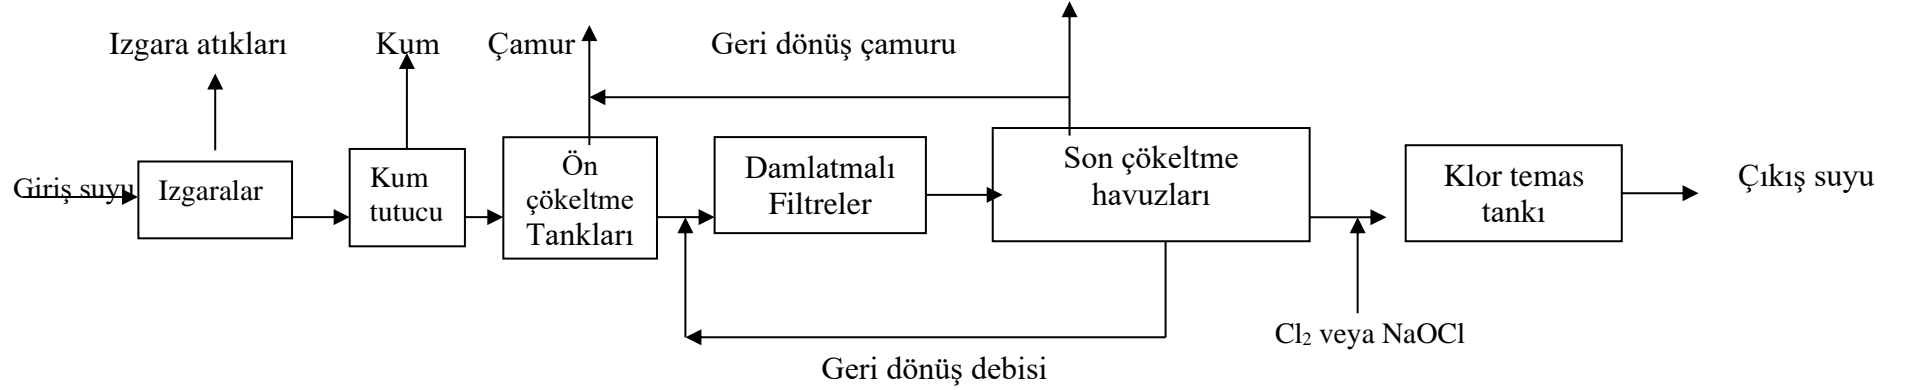 Izgara atıkları
Kum
Çamur
Geri dönüş çamuru
Giriş suyu
Izgaralar
Kum
tutucu
Ön
çökeltme
Tankları
Damlatmalı
Filtreler
Son çökeltme
havuzları
Klor temas
tankı
Çıkış suyu
Cl₂ veya NaOCl
Geri dönüş debisi